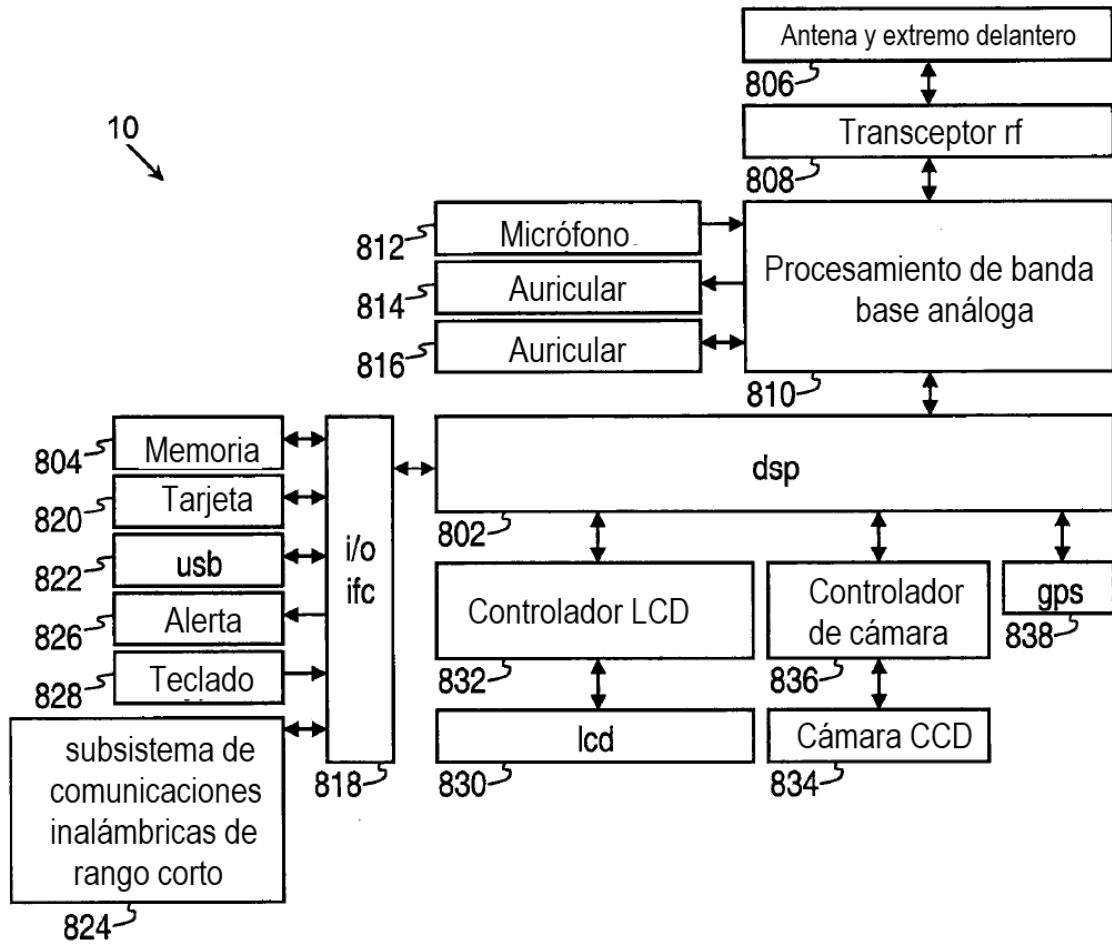 Antena y extremo delantero
806
10
Transceptor rf
808
Micrófono
812
Procesamiento de banda
base análoga
Auricular
814
Auricular
816
810
Memoria
804
dsp
Tarjeta
820
802
i/o
ifc
usb
822
Controlador LCD
Controlador
de cámara
gps
838
Alerta
826
Teclado
828
832
836
lcd
Cámara CCD
subsistema de
comunicaciones
inalámbricas de
rango corto
818
830
834
824